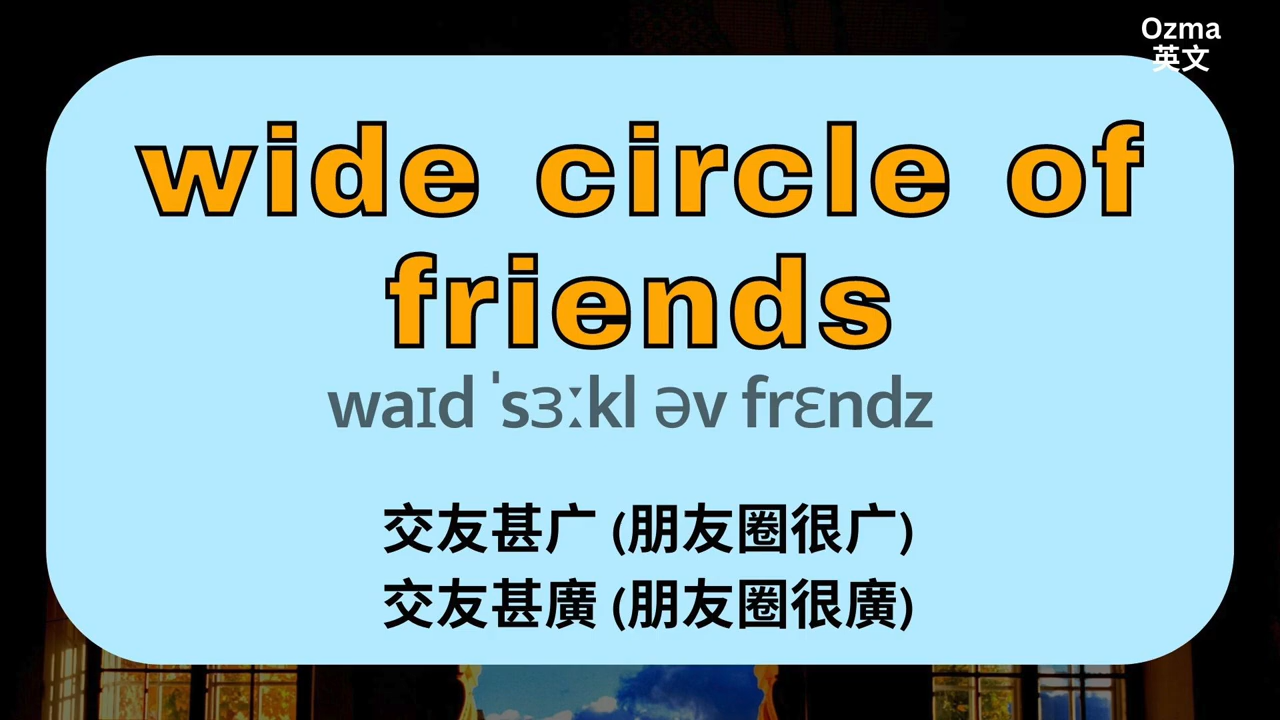 Ozma
英文
wide circle of
friends
waɪd ˈsɜːkl əv frɛndz
交友甚广 (朋友圈很广)
交友甚廣 (朋友圈很廣)